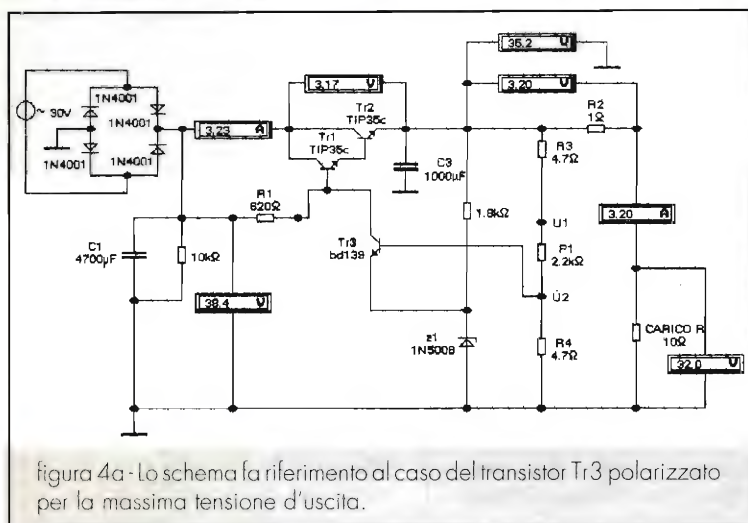 35.2 V
3.17 V
3.20 V
1N4001
~ 30V
1N4001
Tr2
TIP35c
R2
1Ω
1N4001
3.23 A
Tr1
TIP35c
R3
4.7Ω
1N4001
C3
1000µF
R1
820Ω
1.8kΩ
U1
3.20 A
C1
4700µF
10kΩ
Tr3
bd139
P1
2.2kΩ
U2
38.4 V
z1
1N5008
R4
4.7Ω
CARICO R
10Ω
32.0 V
figura 4a - Lo schema fa riferimento al caso del transistor Tr3 polarizzato
per la massima tensione d'uscita.